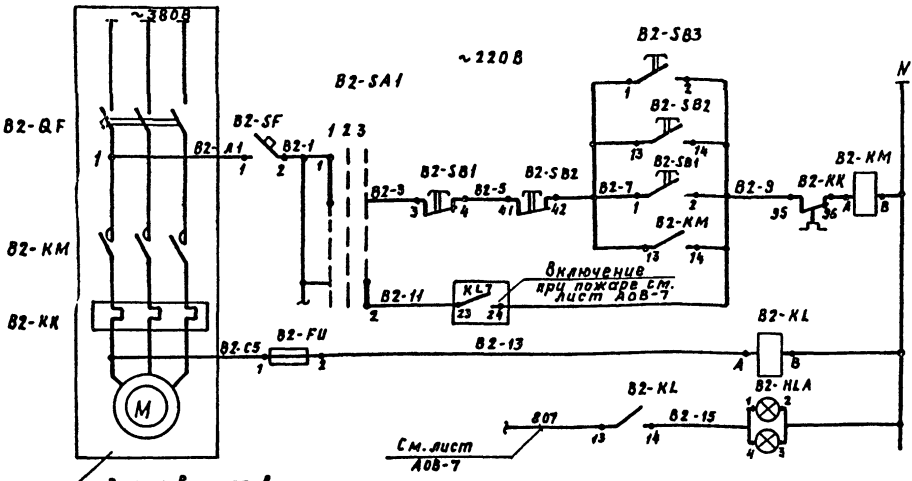 ~380В
N
В2-SB3
~220В
В2-SA1
1 2
В2-QF
В2-SF
1 2 3
В2-SB2
13 14
В2-1
1
В2-А1
1 2 1
В2-SB1
В2-КМ
В2-КК
В2-3
В2-SB1
В2-5
В2-SB2
В2-7
1 2
В2-9
3 4 41 42
95 96 А В
В2-КМ
13 14
В2-КМ
Включение
при пожаре см.
Лист АОВ-7
В2-11
KL7
23 24
2
В2-КК
В2-KL
В2-С5
В2-FU
1 2
В2-13
А В
В2-KL
В2-HLA
1 2
М
807
13 14
В2-15
4 3
См. лист
АОВ-7